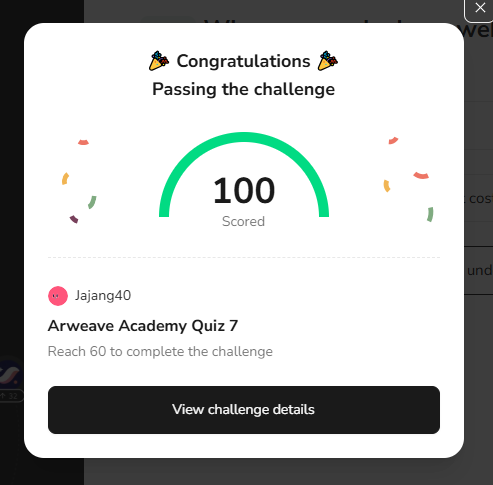 Congratulations
Passing the challenge
100
Scored
Jajang40
Arweave Academy Quiz 7
Reach 60 to complete the challenge
View challenge details
und